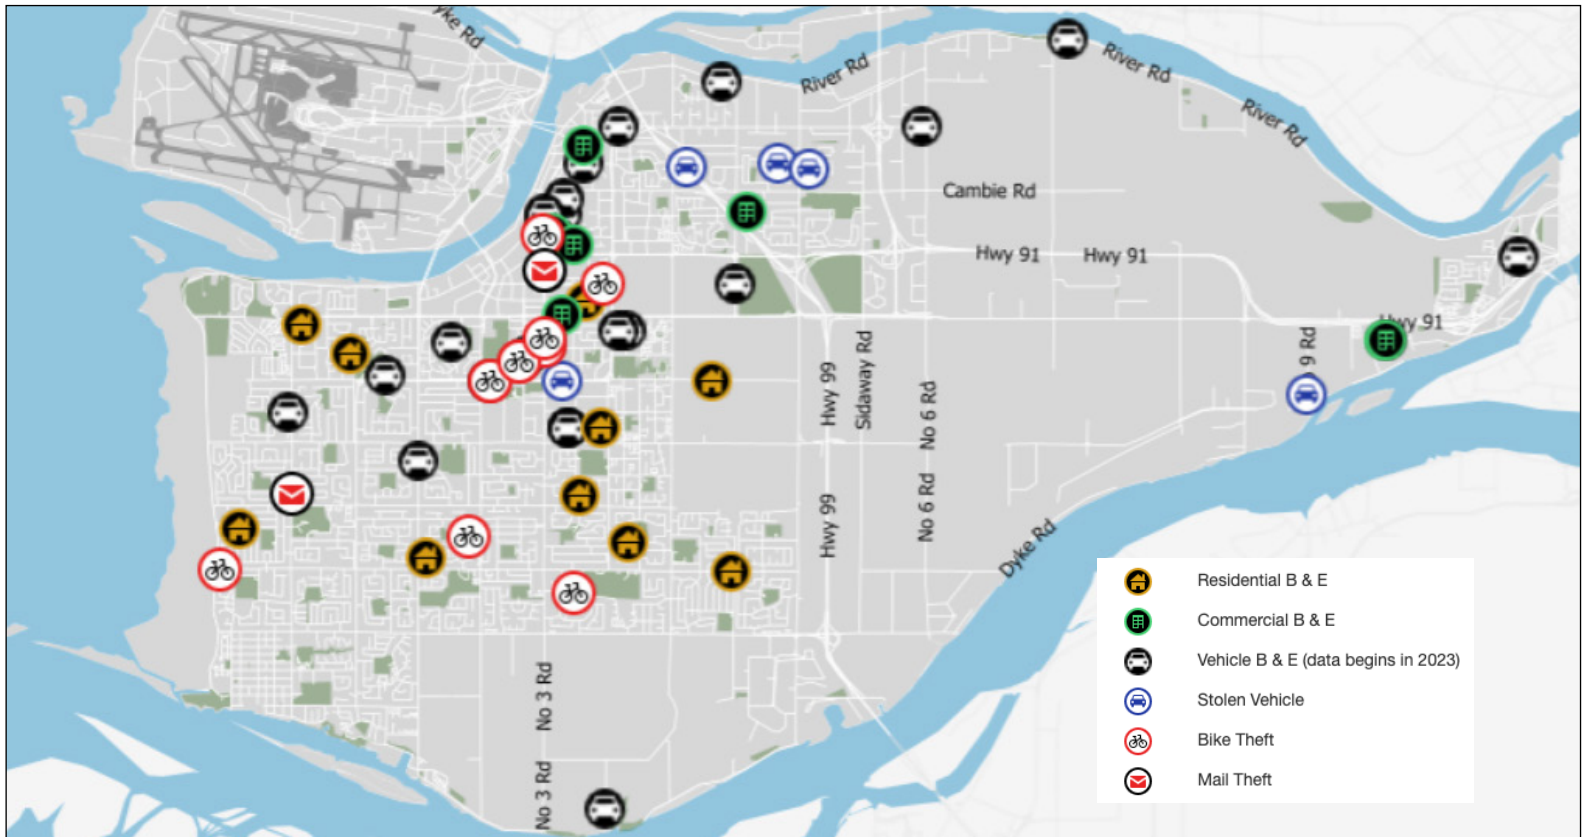 yke Rd
River Rd
River Rd
River Rd
Cambie Rd
Hwy 91
Hwy 91
Hwy 91
9 Rd
Hwy 99
Sidaway Rd
No 6 Rd
Hwy 99
No 6 Rd
Dyke Rd
No 3 Rd
No 3 Rd
Residential B & E
Commercial B & E
Vehicle B & E (data begins in 2023)
Stolen Vehicle
Bike Theft
Mail Theft